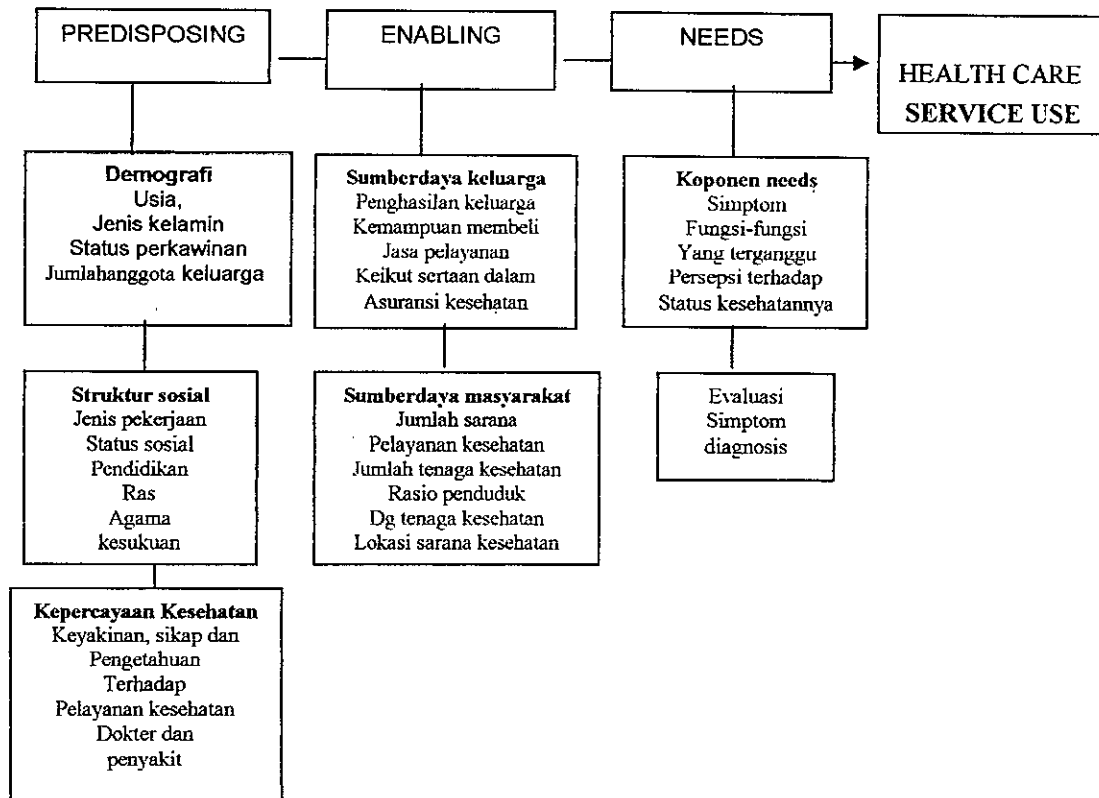 PREDISPOSING
ENABLING
NEEDS
HEALTH CARE
SERVICE USE
Demografi
Usia,
Jenis kelamin
Status perkawinan
Jumlahanggota keluarga
Sumberdaya keluarga
Penghasilan keluarga
Kemampuan membeli
Jasa pelayanan
Keikut sertaan dalam
Asuransi kesehatan
Koponen needs
Simptom
Fungsi-fungsi
Yang terganggu
Persepsi terhadap
Status kesehatannya
Struktur sosial
Jenis pekerjaan
Status sosial
Pendidikan
Ras
Agama
kesukuan
Sumberdaya masyarakat
Jumlah sarana
Pelayanan kesehatan
Jumlah tenaga kesehatan
Rasio penduduk
Dg tenaga kesehatan
Lokasi sarana kesehatan
Evaluasi
Simptom
diagnosis
Kepercayaan Kesehatan
Keyakinan, sikap dan
Pengetahuan
Terhadap
Pelayanan kesehatan
Dokter dan
penyakit